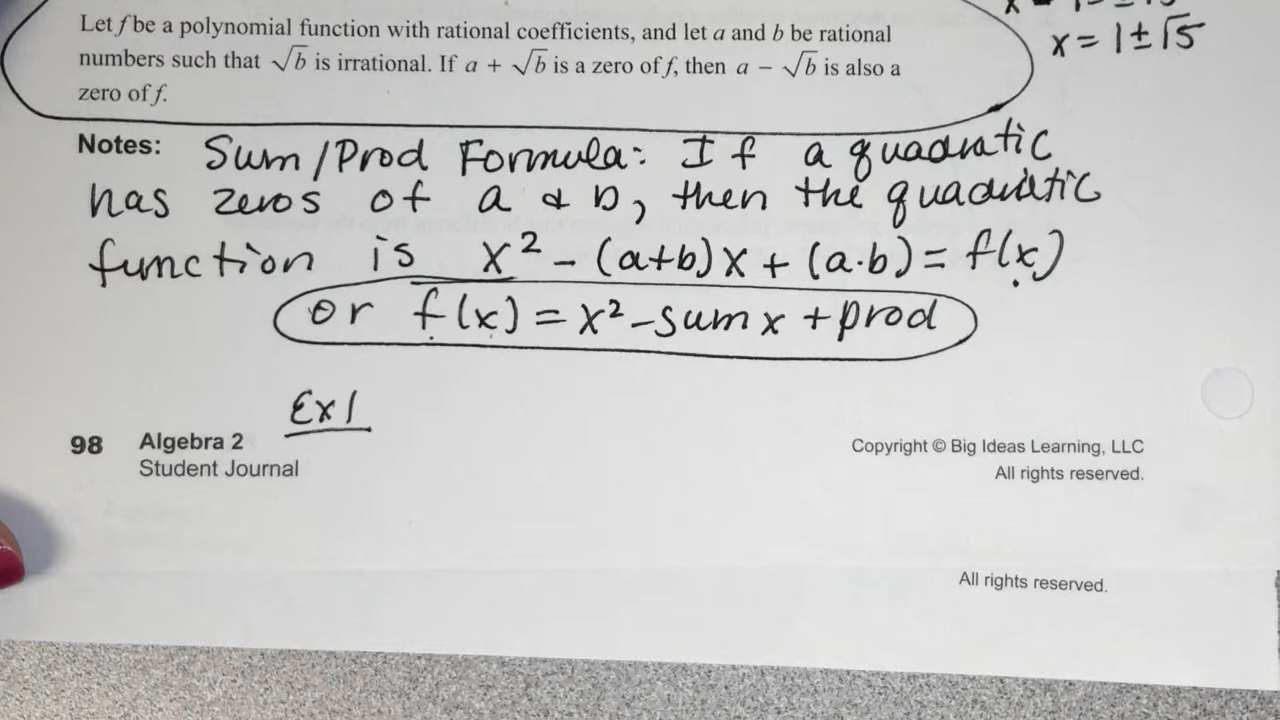 x = 1 ± √5
Let f be a polynomial function with rational coefficients, and let a and b be rational
numbers such that √b is irrational. If a + √b is a zero of f, then a − √b is also a
zero of f.
Notes: Sum/Prod Formula: If a quadratic
has zeros of a & b, then the quadratic
function is x² - (a+b)x + (a·b) = f(x)
or f(x) = x² - sum x + prod
Ex 1
98 Algebra 2
Student Journal
Copyright © Big Ideas Learning, LLC
All rights reserved.
All rights reserved.